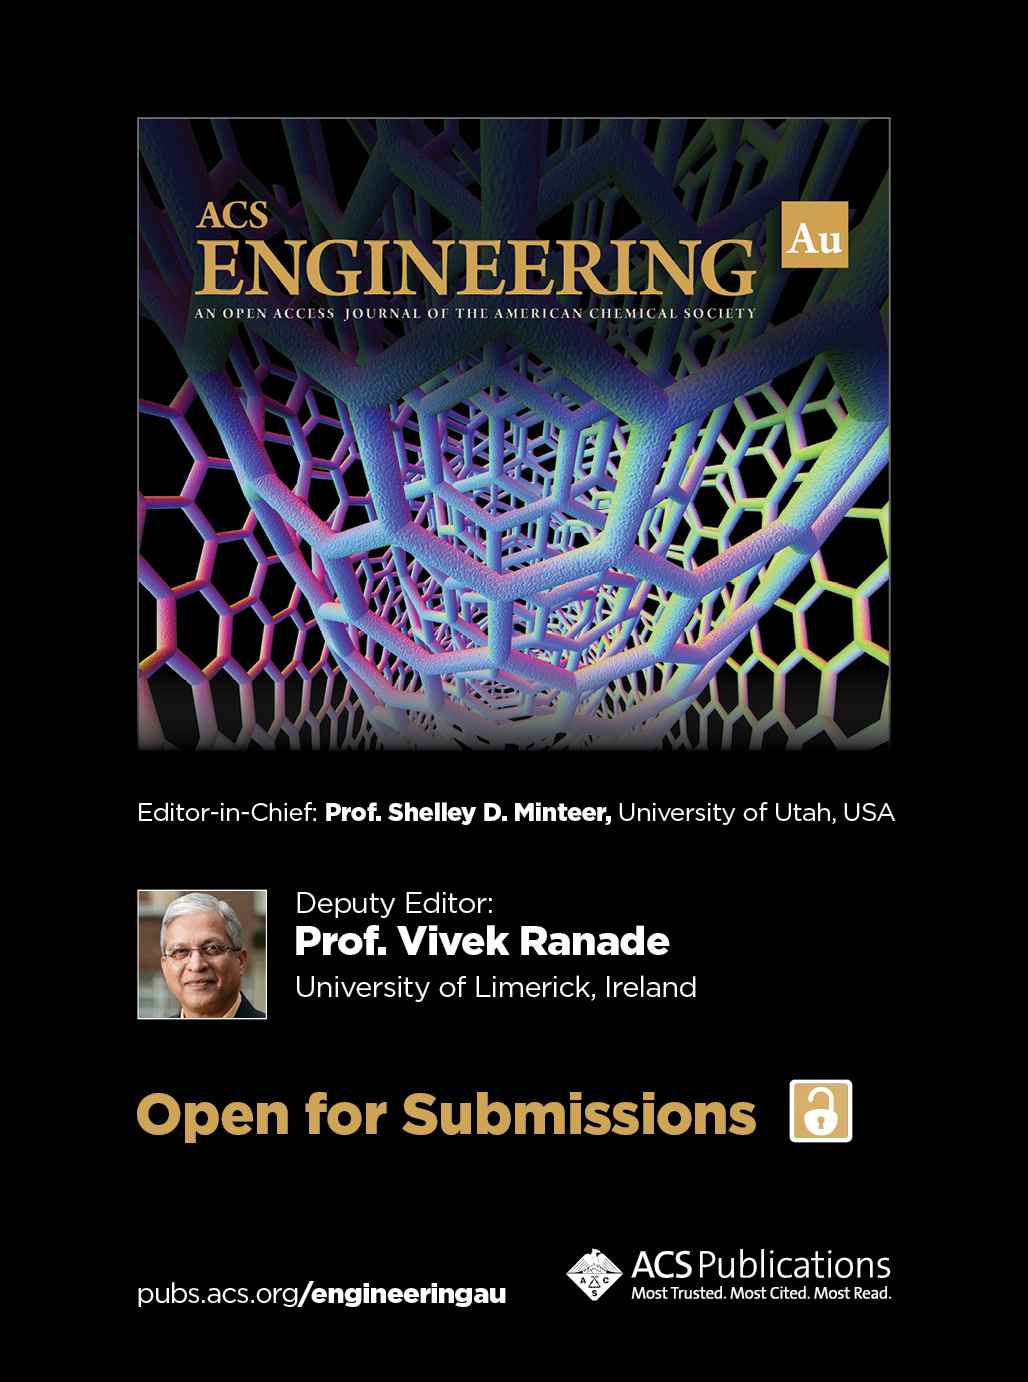 ACS
ENGINEERING
Au
AN OPEN ACCESS JOURNAL OF THE AMERICAN CHEMICAL SOCIETY
Editor-in-Chief: Prof. Shelley D. Minteer, University of Utah, USA
Deputy Editor:
Prof. Vivek Ranade
University of Limerick, Ireland
Open for Submissions
pubs.acs.org/engineeringau
A C S
ACS Publications
Most Trusted. Most Cited. Most Read.